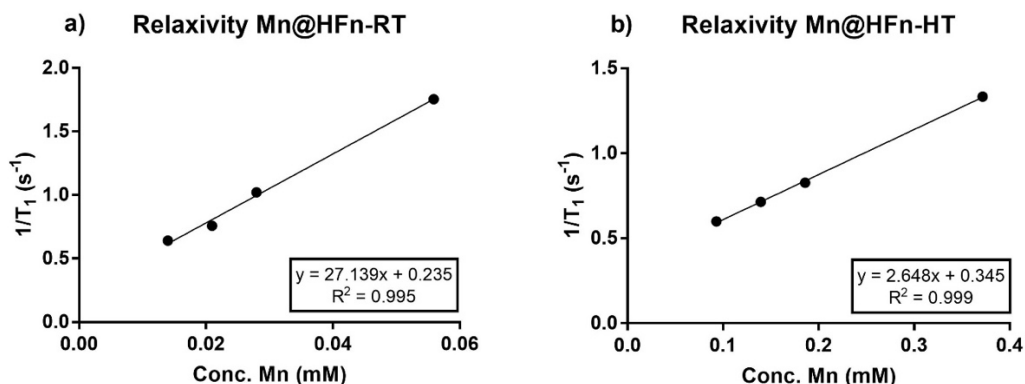 a) Relaxivity Mn@HFn-RT
1/T₁ (s⁻¹)
2.0
1.5
1.0
0.5
0.0
0.00 0.02 0.04 0.06
Conc. Mn (mM)
y = 27.139x + 0.235
R² = 0.995
b) Relaxivity Mn@HFn-HT
1/T₁ (s⁻¹)
1.5
1.0
0.5
0.0
0.0 0.1 0.2 0.3 0.4
Conc. Mn (mM)
y = 2.648x + 0.345
R² = 0.999